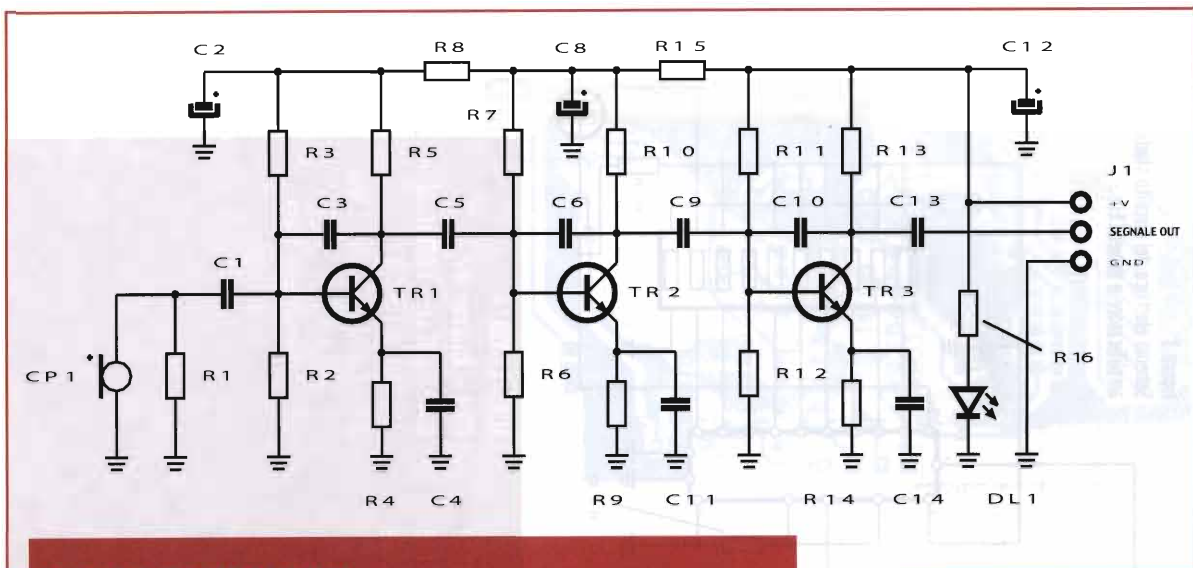 C2 R8 C8 R15 C12
R7
R3 R5 R10 R11 R13
J1
+V
C3 C5 C6 C9 C10 C13
SEGNALE OUT
GND
C1
TR1 TR2 TR3
R16
CP1 R1 R2 R6 R12
R4 C4 R9 C11 R14 C14 DL1